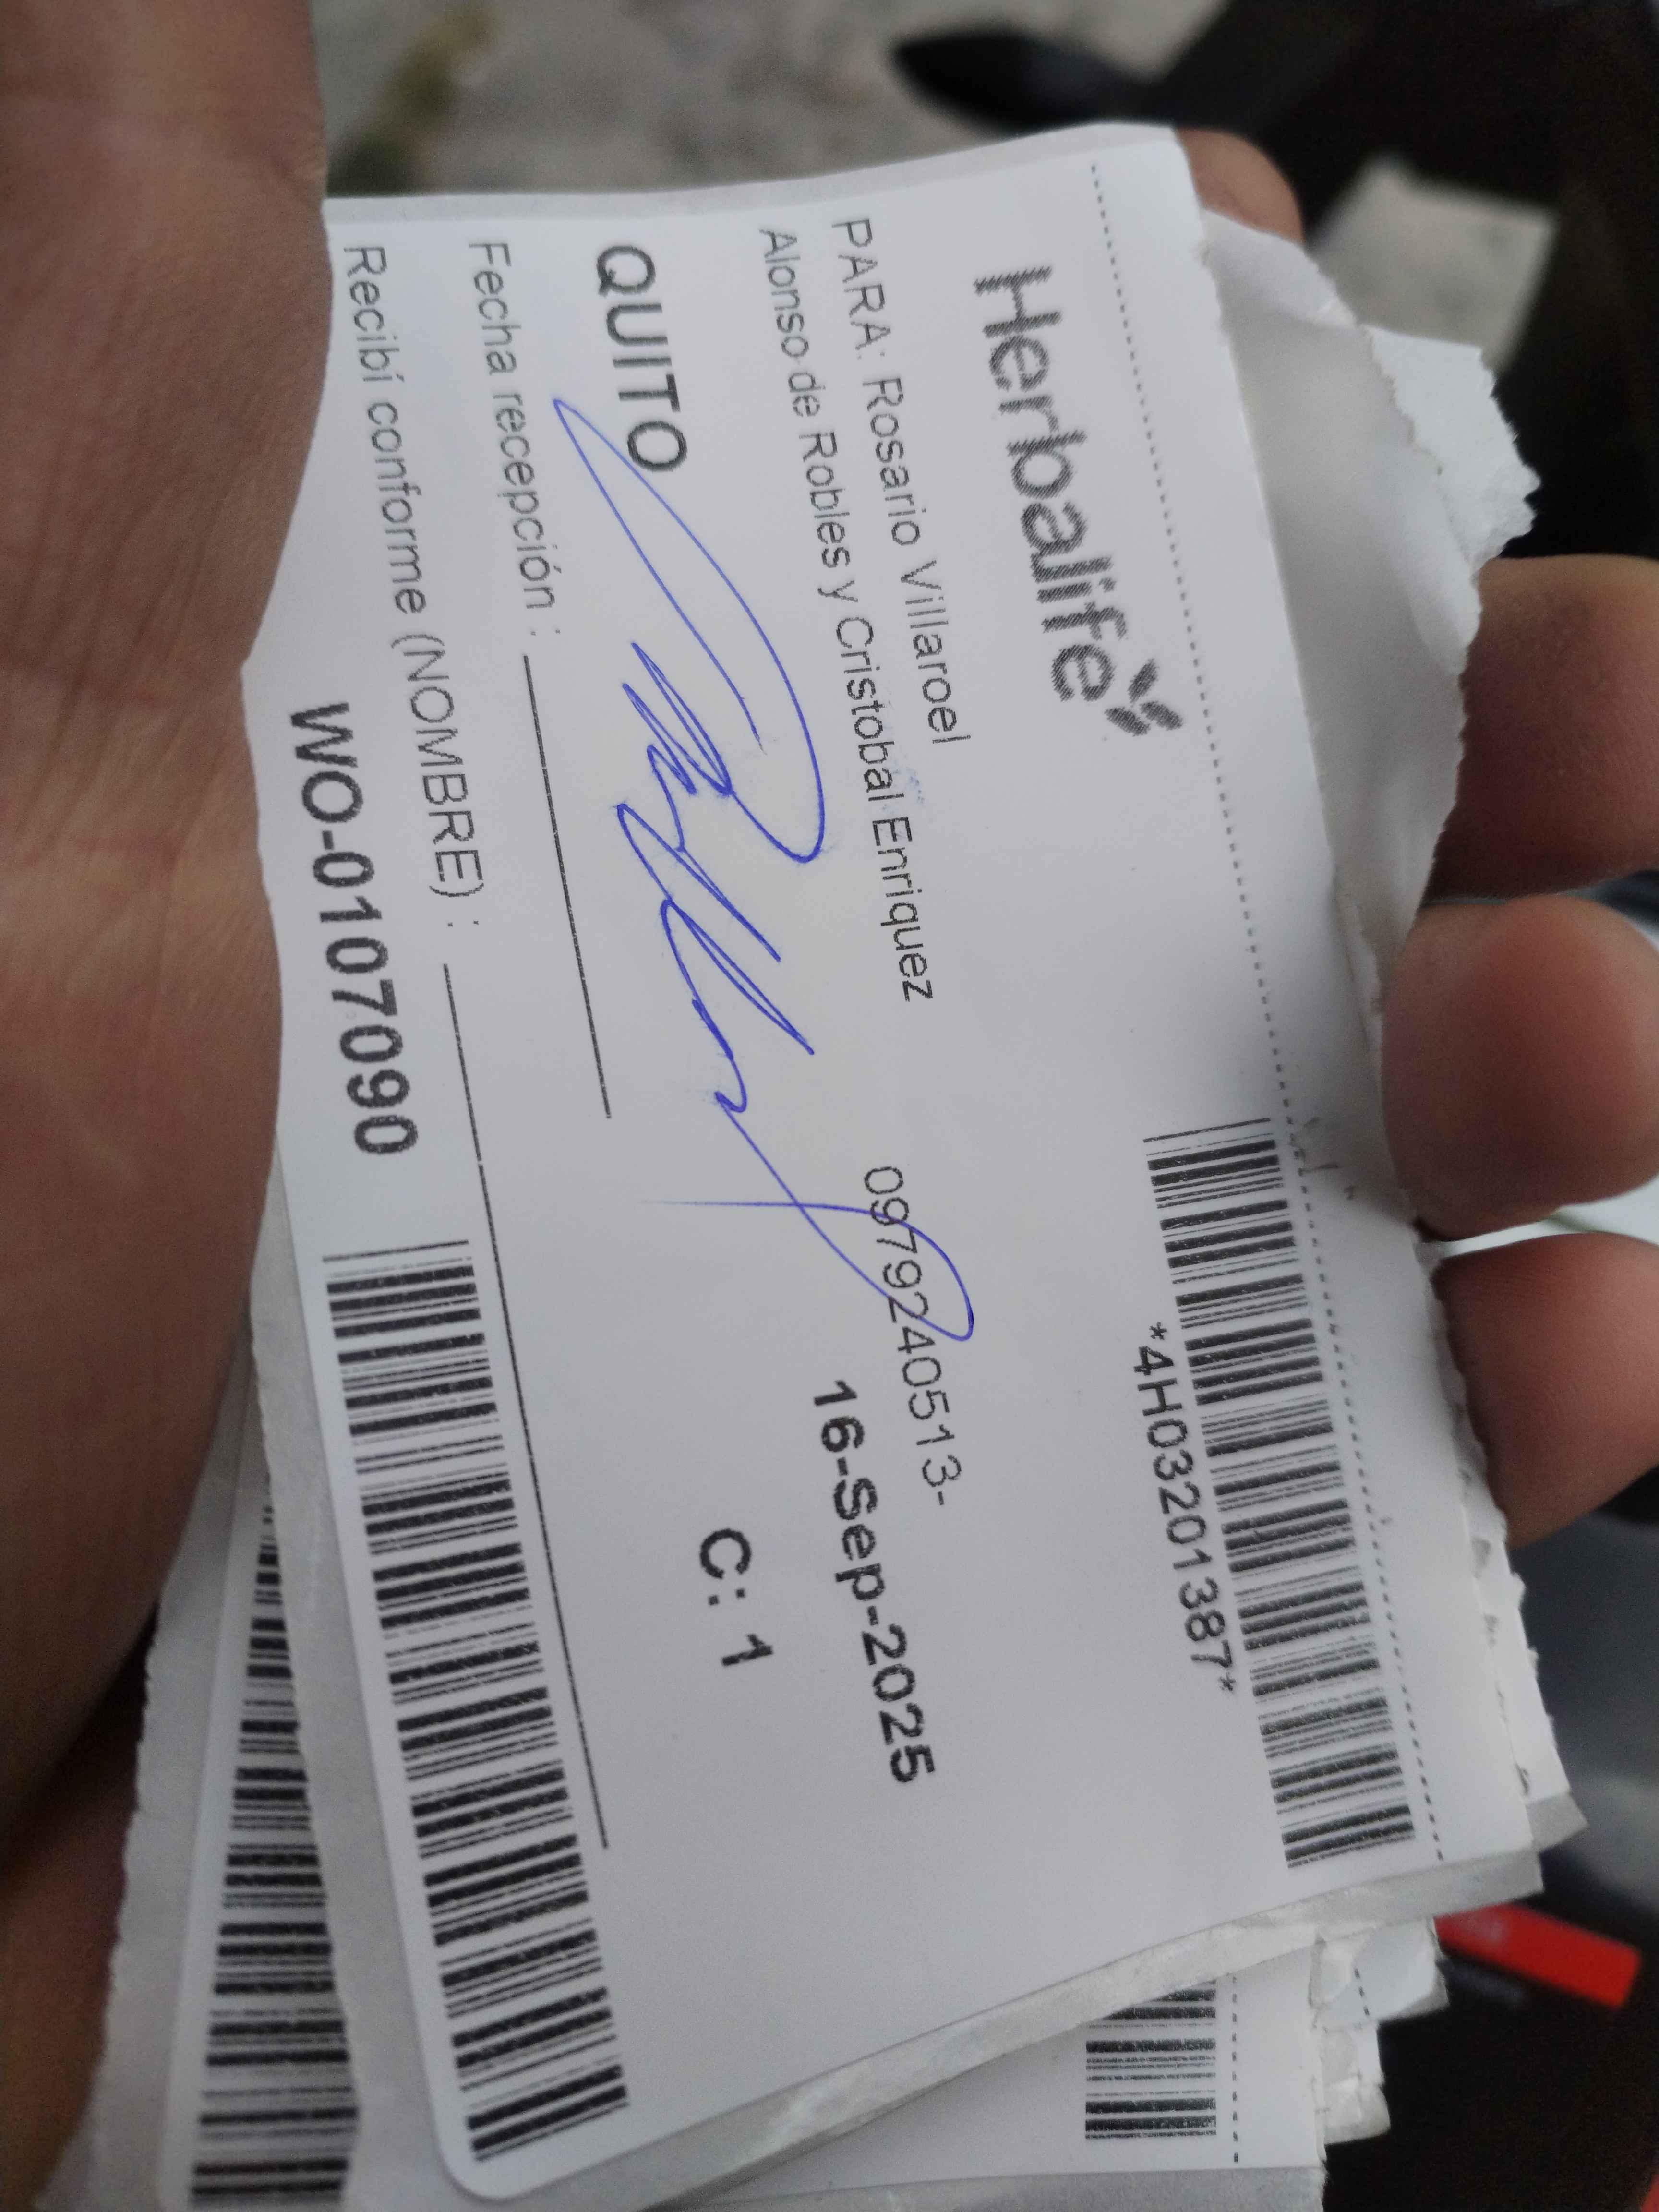 Herbalife
*4H03201387*
PARA: Rosario Villaroel
0979240513-
Alonso de Robles y Cristobal Enriquez
16-Sep-2025
QUITO
C: 1
Fecha recepción :
Recibí conforme (NOMBRE) :
WO-0107090